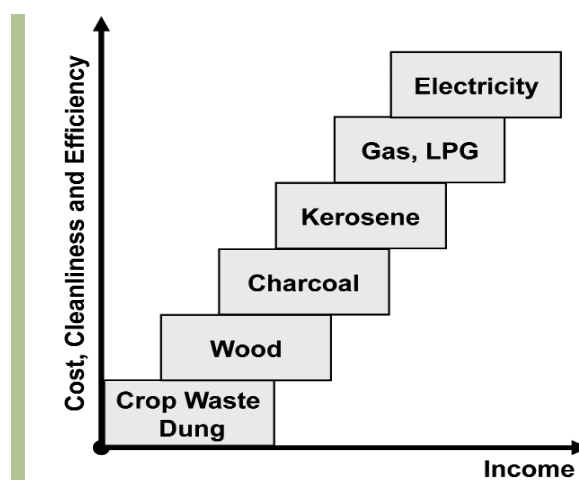 Cost, Cleanliness and Efficiency
Electricity
Gas, LPG
Kerosene
Charcoal
Wood
Crop Waste
Dung
Income